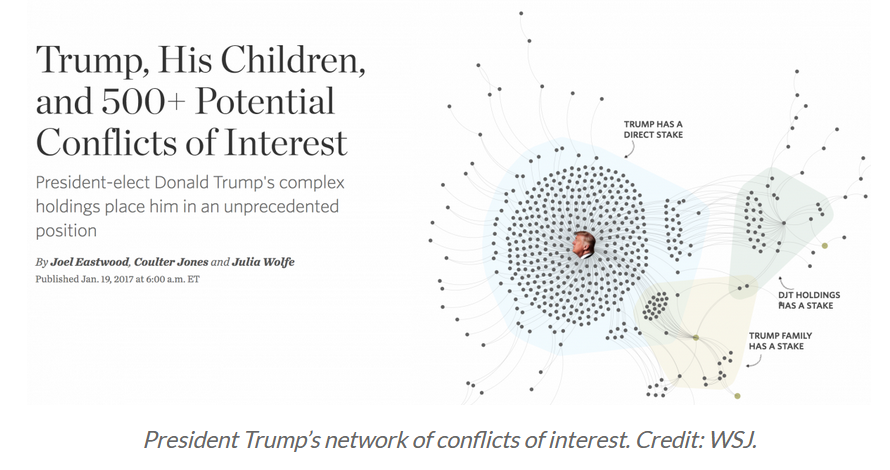 Trump, His Children,
and 500+ Potential
Conflicts of Interest
President-elect Donald Trump's complex
holdings place him in an unprecedented
position
By Joel Eastwood, Coulter Jones and Julia Wolfe
Published Jan. 19, 2017 at 6:00 a.m. ET
TRUMP HAS A
DIRECT STAKE
DJT HOLDINGS
HAS A STAKE
TRUMP FAMILY
HAS A STAKE
President Trump’s network of conflicts of interest. Credit: WSJ.